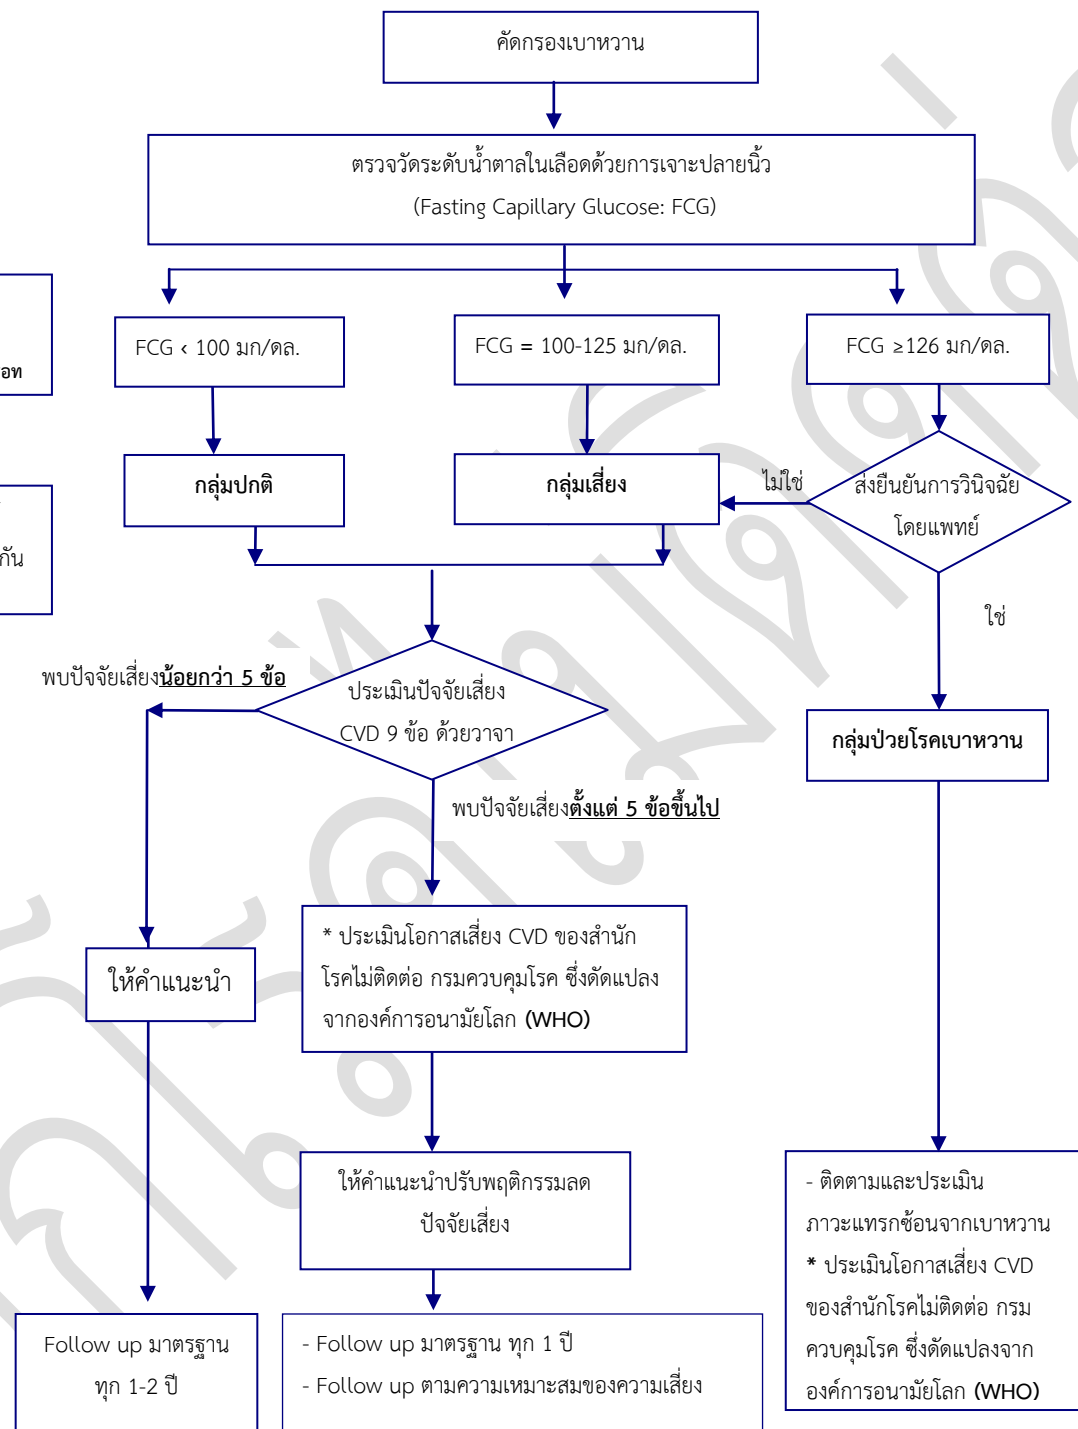 คัดกรองเบาหวาน
ตรวจวัดระดับน้ำตาลในเลือดด้วยการเจาะปลายนิ้ว
(Fasting Capillary Glucose: FCG)
FCG < 100 มก/ดล.
FCG = 100-125 มก/ดล.
FCG ≥126 มก/ดล.
กลุ่มปกติ
กลุ่มเสี่ยง
ไม่ใช่
ส่งยืนยันการวินิจฉัย
โดยแพทย์
กัน
ใช่
พบปัจจัยเสี่ยงน้อยกว่า 5 ข้อ
ประเมินปัจจัยเสี่ยง
CVD 9 ข้อ ด้วยวาจา
กลุ่มป่วยโรคเบาหวาน
พบปัจจัยเสี่ยงตั้งแต่ 5 ข้อขึ้นไป
ให้คำแนะนำ
* ประเมินโอกาสเสี่ยง CVD ของสำนัก
โรคไม่ติดต่อ กรมควบคุมโรค ซึ่งดัดแปลง
จากองค์การอนามัยโลก (WHO)
ให้คำแนะนำปรับพฤติกรรมลด
ปัจจัยเสี่ยง
- ติดตามและประเมิน
ภาวะแทรกซ้อนจากเบาหวาน
* ประเมินโอกาสเสี่ยง CVD
ของสำนักโรคไม่ติดต่อ กรม
ควบคุมโรค ซึ่งดัดแปลงจาก
องค์การอนามัยโลก (WHO)
Follow up มาตรฐาน
ทุก 1-2 ปี
- Follow up มาตรฐาน ทุก 1 ปี
- Follow up ตามความเหมาะสมของความเสี่ยง